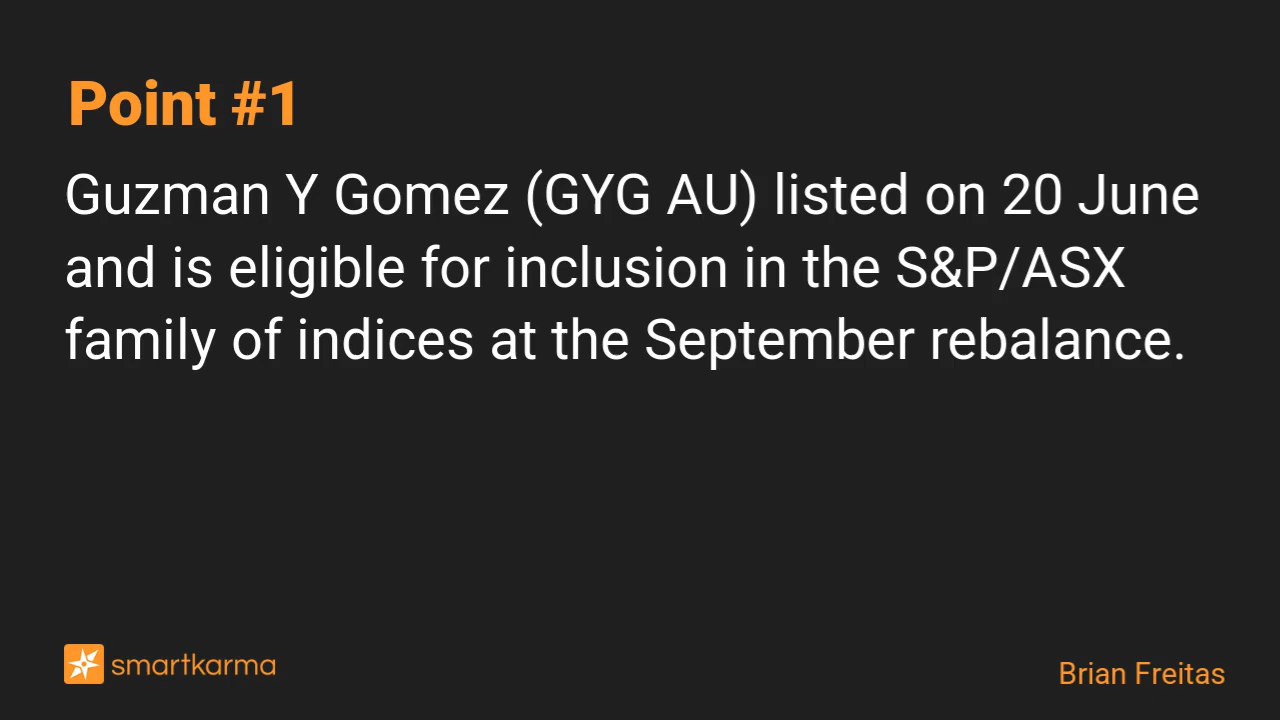 Point #1
Guzman Y Gomez (GYG AU) listed on 20 June
and is eligible for inclusion in the S&P/ASX
family of indices at the September rebalance.
smartkarma
Brian Freitas